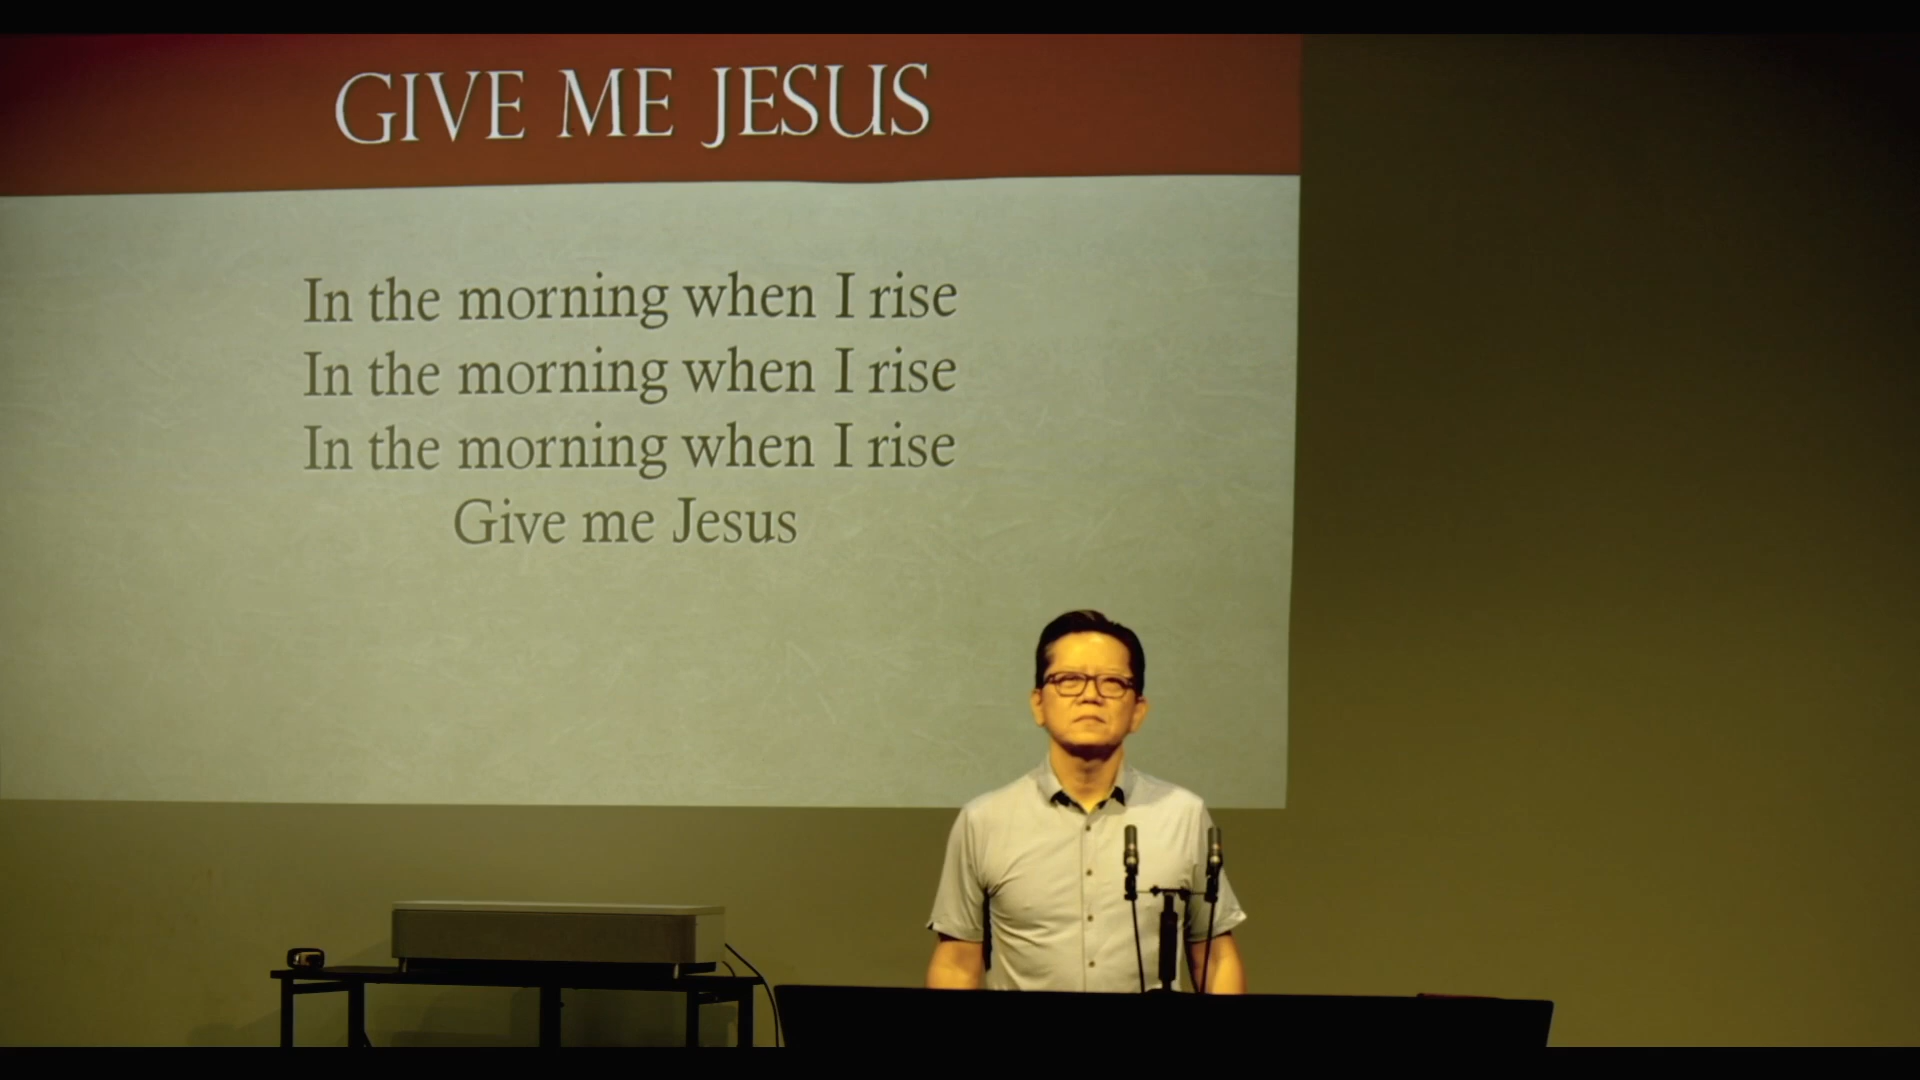 GIVE ME JESUS
In the morning when I rise
In the morning when I rise
In the morning when I rise
Give me Jesus